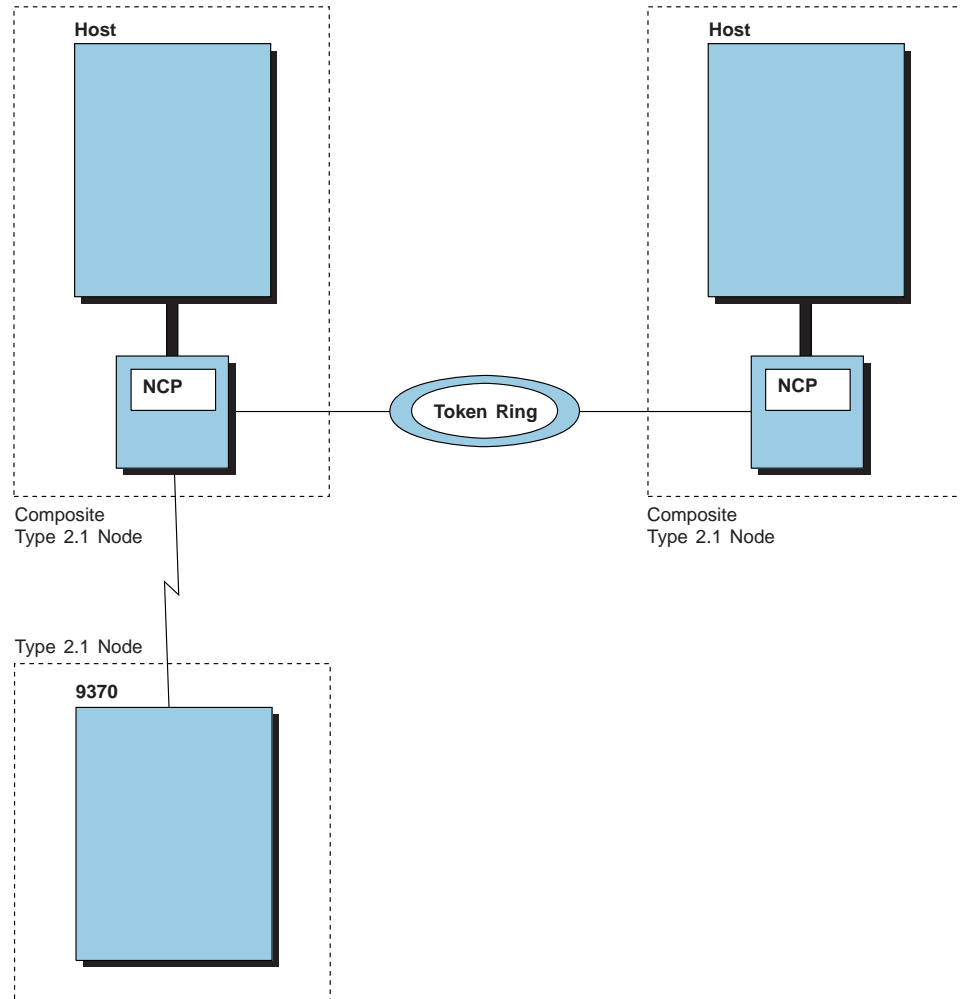 Host
Host
NCP
NCP
Token Ring
Composite
Type 2.1 Node
Composite
Type 2.1 Node
Type 2.1 Node
9370